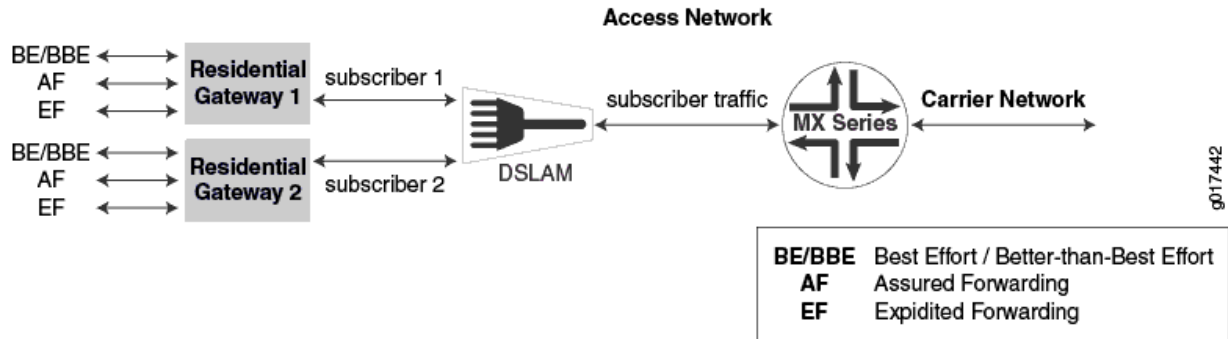 Access Network
BE/BBE
AF
EF
Residential
Gateway 1
subscriber 1
BE/BBE
AF
EF
Residential
Gateway 2
subscriber 2
DSLAM
subscriber traffic
MX Series
Carrier Network
g017442
BE/BBE Best Effort / Better-than-Best Effort
AF Assured Forwarding
EF Expidited Forwarding